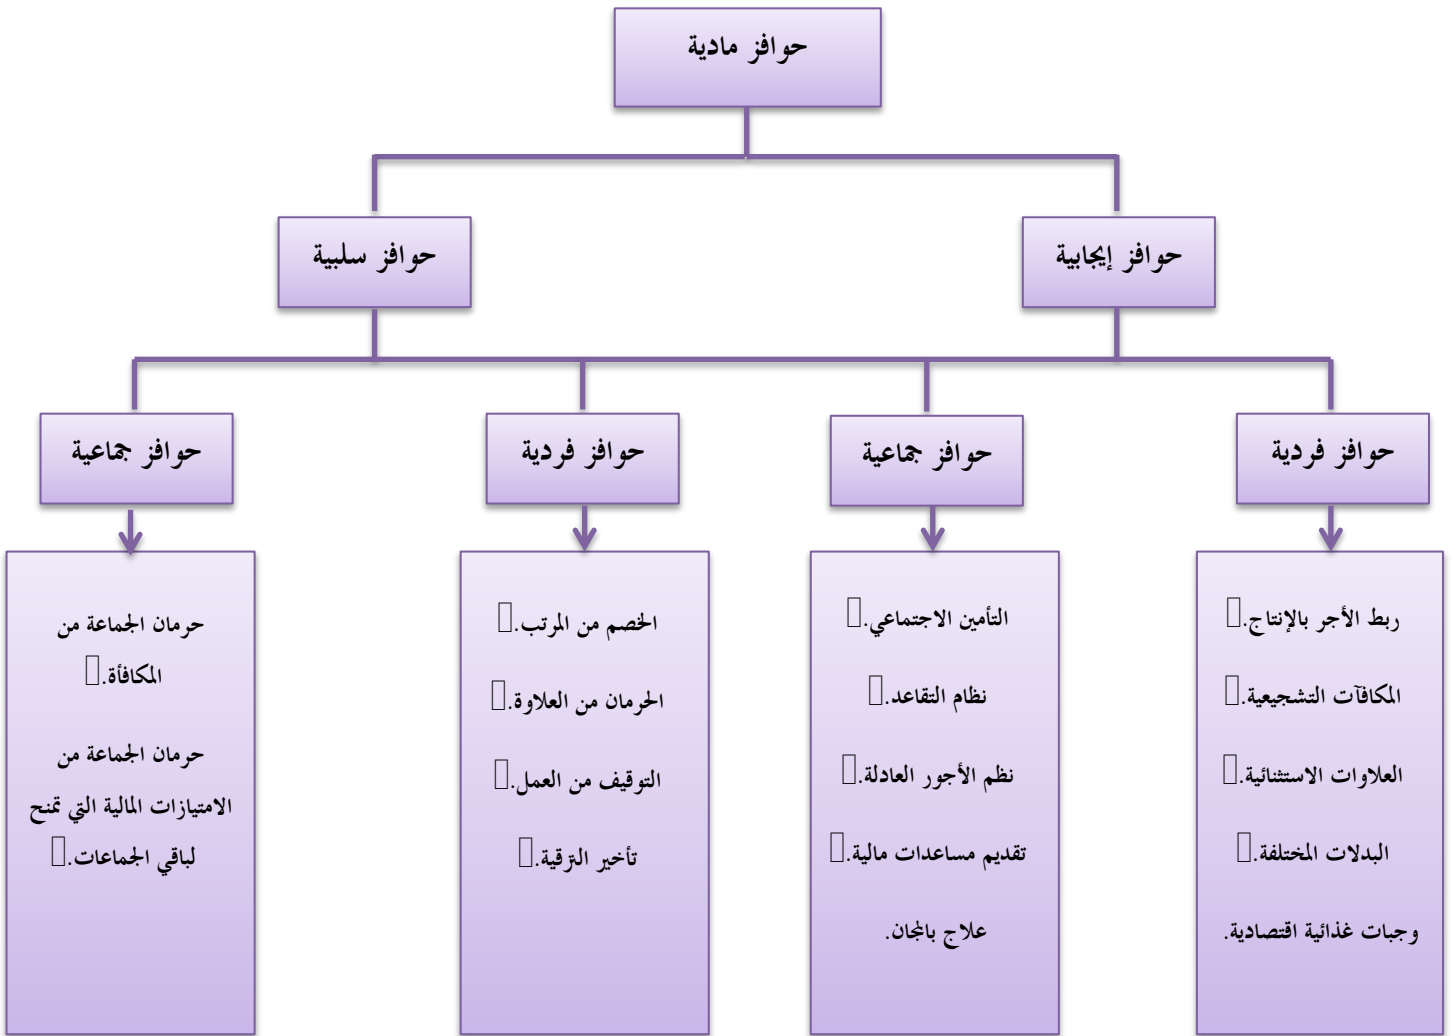 حوافز مادية
حوافز إيجابية
حوافز سلبية
حوافز فردية
حوافز جماعية
حوافز فردية
حوافز جماعية
ربط الأجر بالإنتاج.
المكافآت التشجيعية.
العلاوات الاستثنائية.
البدلات المختلفة.
وجبات غذائية اقتصادية.
التأمين الاجتماعي.
نظام التقاعد.
نظم الأجور العادلة.
تقديم مساعدات مالية.
علاج بالمجان.
الخصم من المرتب.
الحرمان من العلاوة.
التوقيف من العمل.
تأخير الترقية.
حرمان الجماعة من
المكافأة.
حرمان الجماعة من
الامتيازات المالية التي تمنح
لباقي الجماعات.